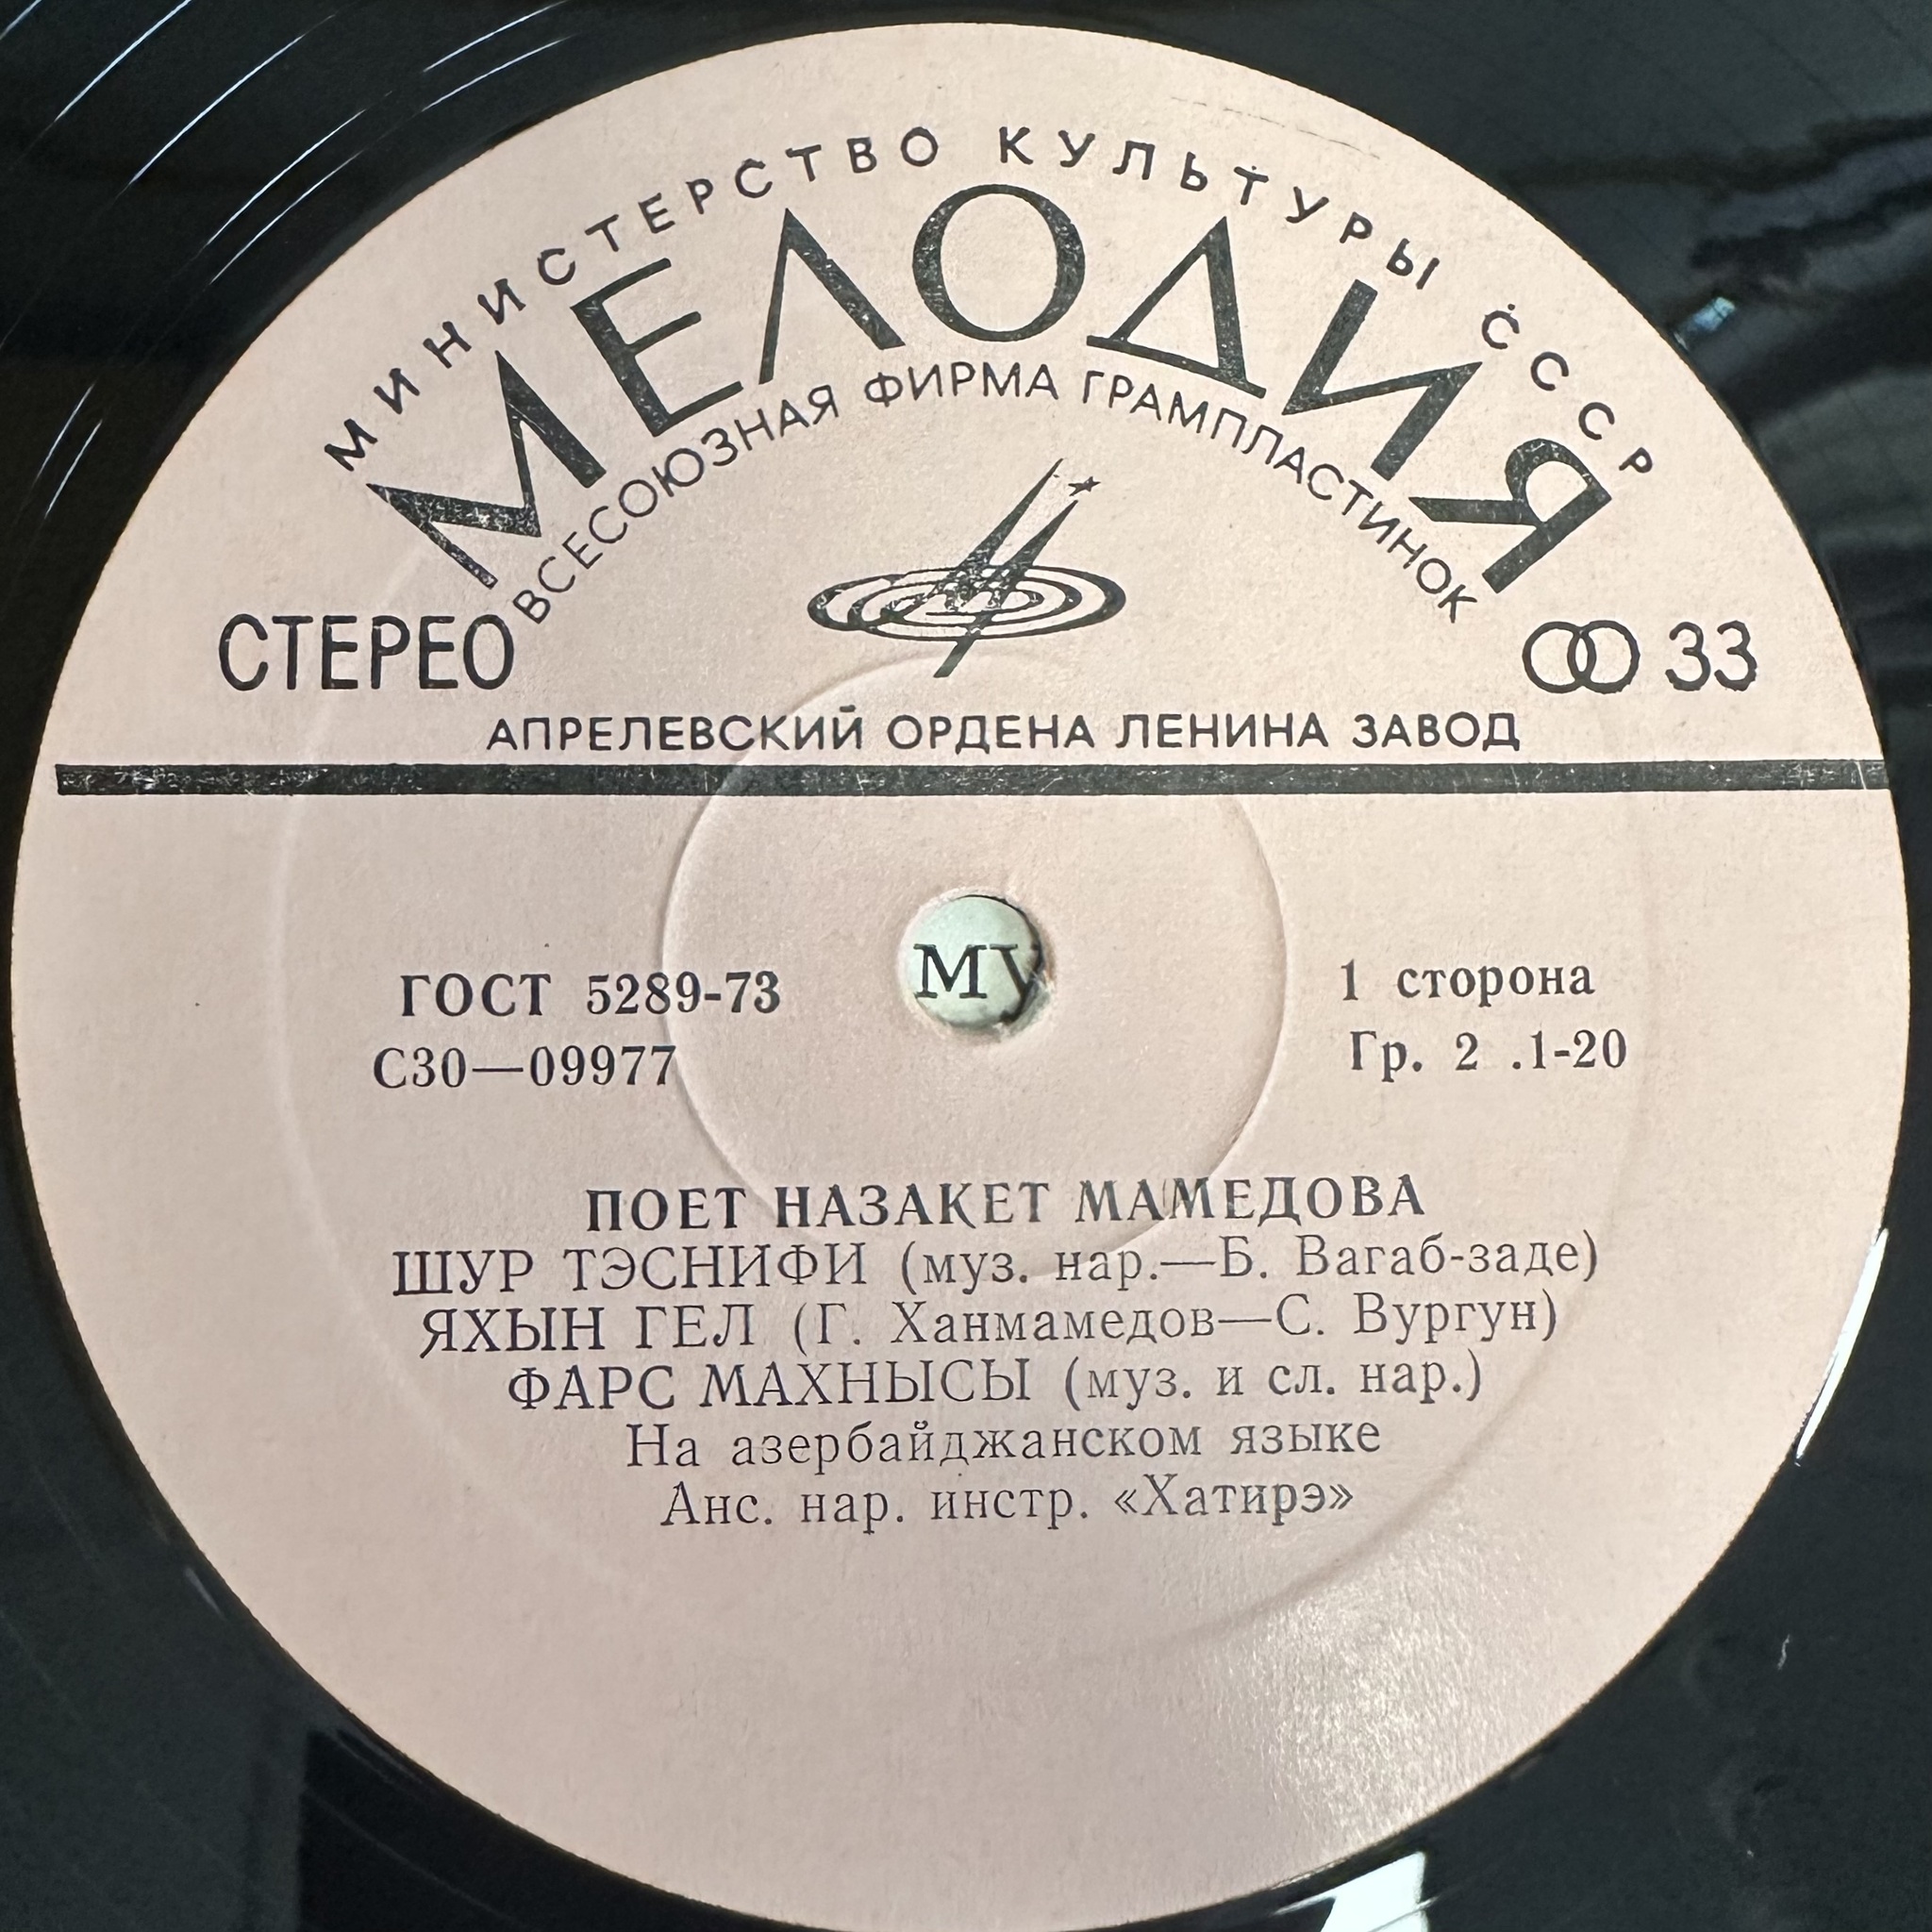 МИНИСТЕРСТВО КУЛЬТУРЫ СССР
МЕЛОДИЯ
ВСЕСОЮЗНАЯ ФИРМА ГРАМПЛАСТИНОК
СТЕРЕО
33
АПРЕЛЕВСКИЙ ОРДЕНА ЛЕНИНА ЗАВОД
му
ГОСТ 5289-73
1 сторона
С30—09977
Гр. 2 .1-20
ПОЕТ НАЗАКЕТ МАМЕДОВА
ШУР ТЭСНИФИ (муз. нар.—Б. Вагаб-заде)
ЯХЫН ГЕЛ (Г. Ханмамедов—С. Вургун)
ФАРС МАХНЫСЫ (муз. и сл. нар.)
На азербайджанском языке
Анс. нар. инстр. «Хатирэ»